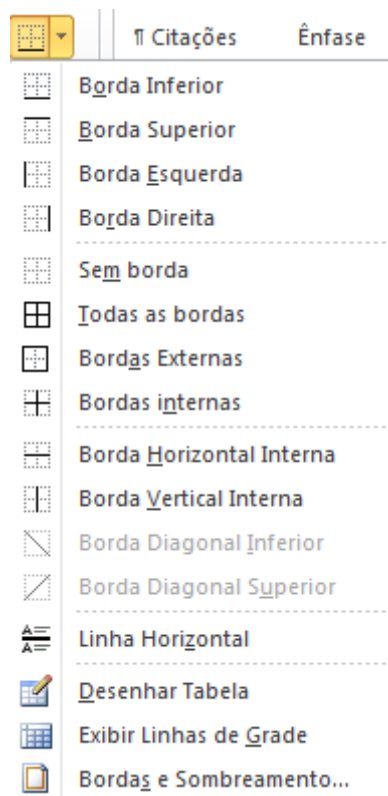 ¶ Citações Ênfase
Borda Inferior
Borda Superior
Borda Esquerda
Borda Direita
Sem borda
Todas as bordas
Bordas Externas
Bordas internas
Borda Horizontal Interna
Borda Vertical Interna
Borda Diagonal Inferior
Borda Diagonal Superior
Linha Horizontal
Desenhar Tabela
Exibir Linhas de Grade
Bordas e Sombreamento...